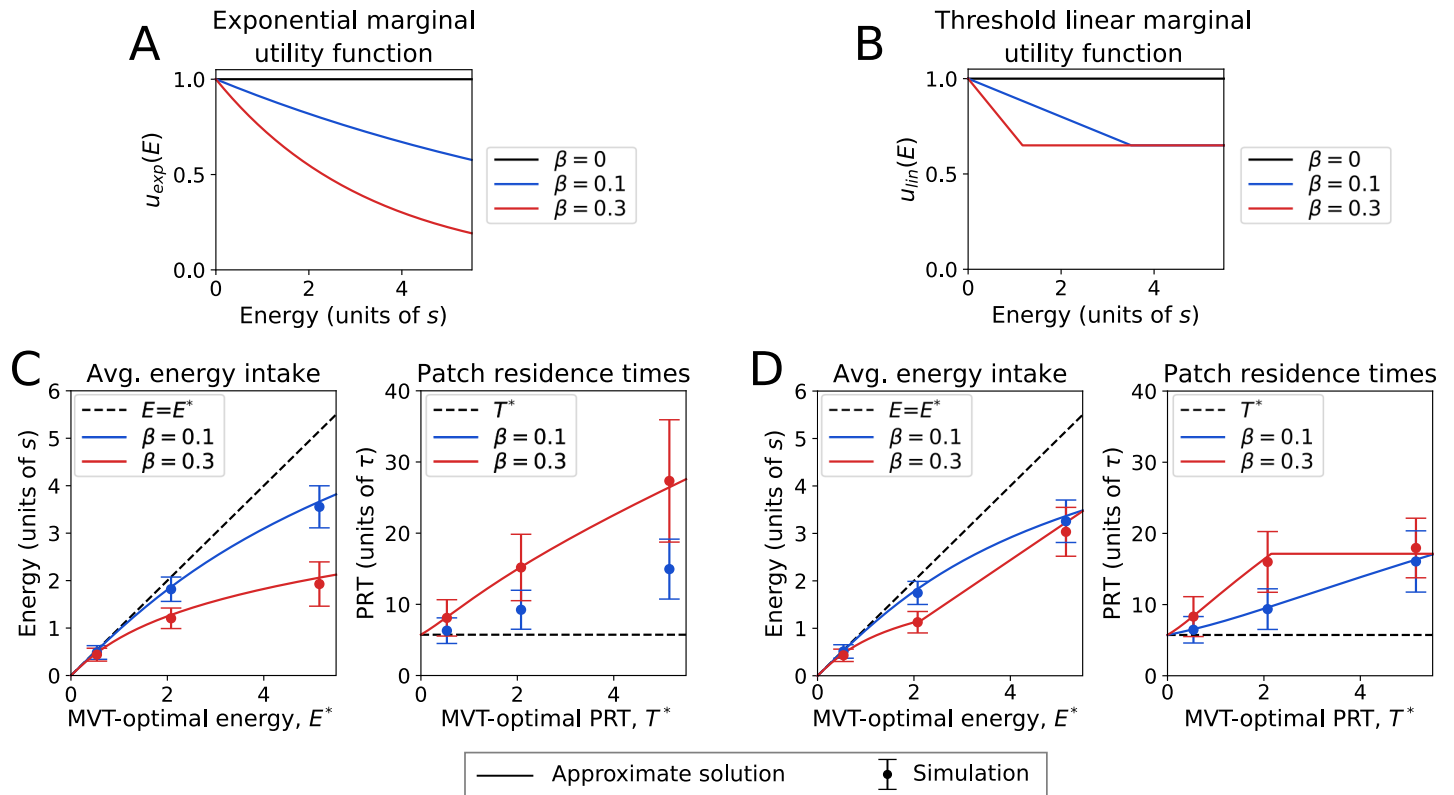 A
Exponential marginal
utility function
u_exp(E)
1.0
0.5
0.0
0 2 4
Energy (units of s)
β = 0
β = 0.1
β = 0.3
B
Threshold linear marginal
utility function
u_lin(E)
1.0
0.5
0.0
0 2 4
Energy (units of s)
β = 0
β = 0.1
β = 0.3
C
Avg. energy intake
Energy (units of s)
6
5
4
3
2
1
0
0 2 4
MVT-optimal energy, E*
E=E*
β = 0.1
β = 0.3
Patch residence times
PRT (units of τ)
40
30
20
10
0
0 2 4
MVT-optimal PRT, T*
T*
β = 0.1
β = 0.3
D
Avg. energy intake
Energy (units of s)
6
5
4
3
2
1
0
0 2 4
MVT-optimal energy, E*
E=E*
β = 0.1
β = 0.3
Patch residence times
PRT (units of τ)
40
30
20
10
0
0 2 4
MVT-optimal PRT, T*
T*
β = 0.1
β = 0.3
Approximate solution
Simulation